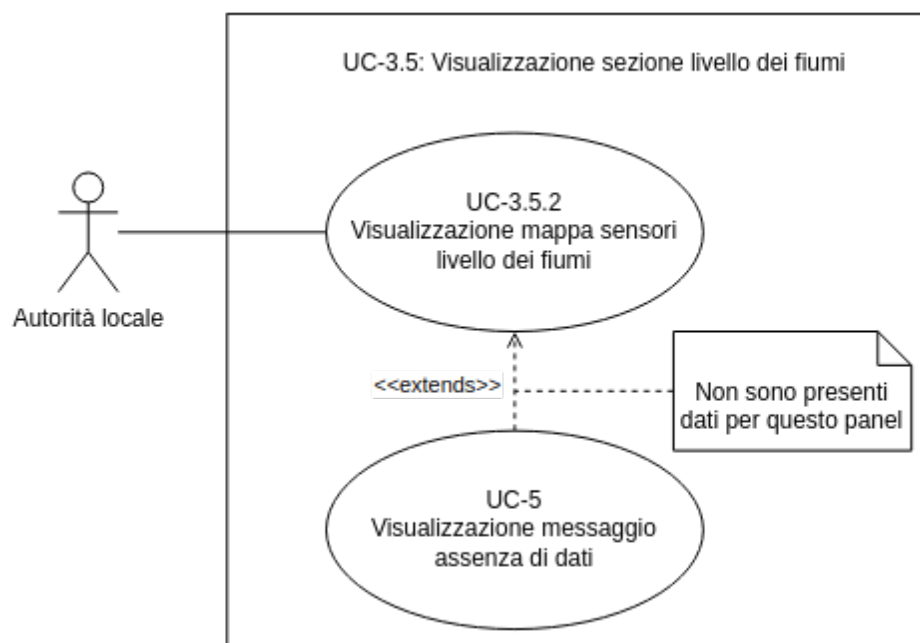 UC-3.5: Visualizzazione sezione livello dei fiumi
UC-3.5.2
Visualizzazione mappa sensori
livello dei fiumi
Autorità locale
<<extends>>
Non sono presenti
dati per questo panel
UC-5
Visualizzazione messaggio
assenza di dati